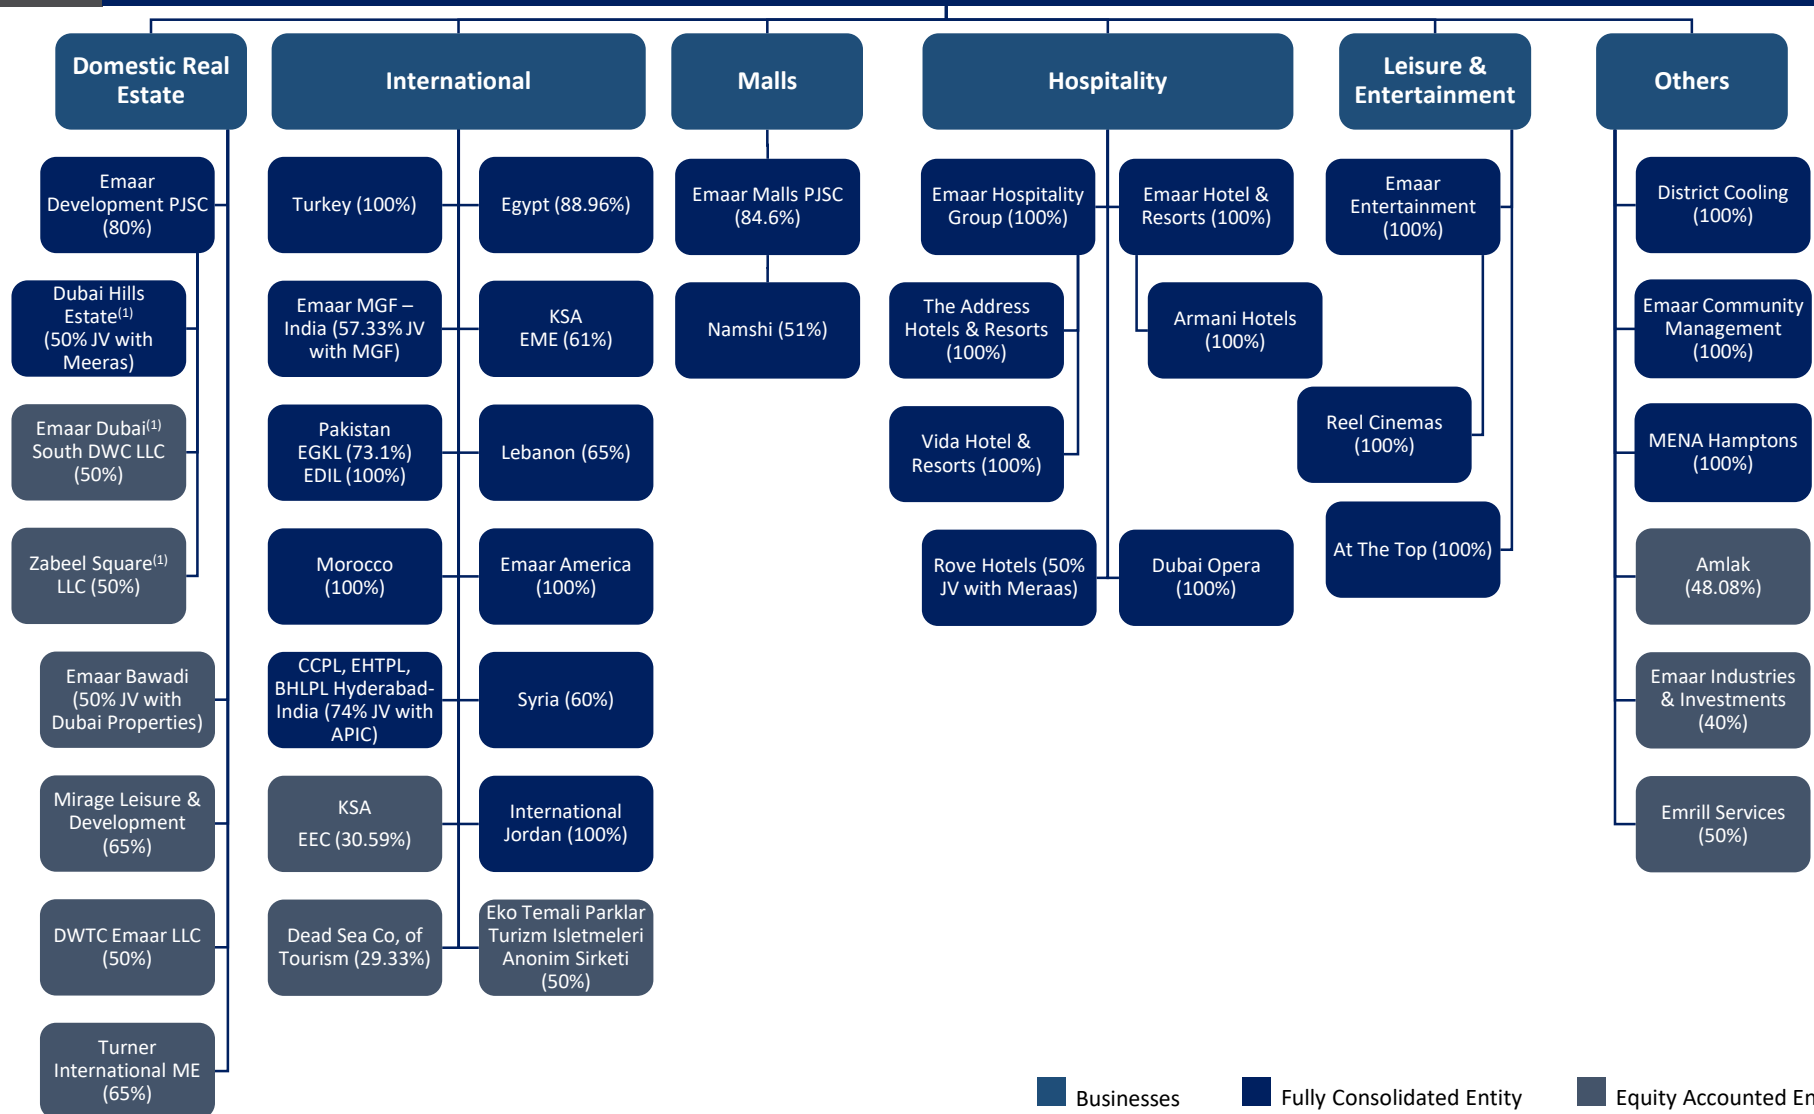 Domestic Real
Estate
International
Malls
Hospitality
Leisure &
Entertainment
Others
Emaar
Development PJSC
(80%)
Dubai Hills
Estate(1)
(50% JV with
Meeras)
Emaar Dubai(1)
South DWC LLC
(50%)
Zabeel Square(1)
LLC (50%)
Emaar Bawadi
(50% JV with
Dubai Properties)
Mirage Leisure &
Development
(65%)
DWTC Emaar LLC
(50%)
Turner
International ME
(65%)
Turkey (100%)
Egypt (88.96%)
Emaar MGF –
India (57.33% JV
with MGF)
KSA
EME (61%)
Pakistan
EGKL (73.1%)
EDIL (100%)
Lebanon (65%)
Morocco
(100%)
Emaar America
(100%)
CCPL, EHTPL,
BHLPL Hyderabad-
India (74% JV with
APIC)
Syria (60%)
KSA
EEC (30.59%)
International
Jordan (100%)
Dead Sea Co, of
Tourism (29.33%)
Eko Temali Parklar
Turizm Isletmeleri
Anonim Sirketi
(50%)
Emaar Malls PJSC
(84.6%)
Namshi (51%)
Emaar Hospitality
Group (100%)
Emaar Hotel &
Resorts (100%)
The Address
Hotels & Resorts
(100%)
Armani Hotels
(100%)
Vida Hotel &
Resorts (100%)
Rove Hotels (50%
JV with Meraas)
Dubai Opera
(100%)
Emaar
Entertainment
(100%)
Reel Cinemas
(100%)
At The Top (100%)
District Cooling
(100%)
Emaar Community
Management
(100%)
MENA Hamptons
(100%)
Amlak
(48.08%)
Emaar Industries
& Investments
(40%)
Emrill Services
(50%)
Businesses
Fully Consolidated Entity
Equity Accounted En